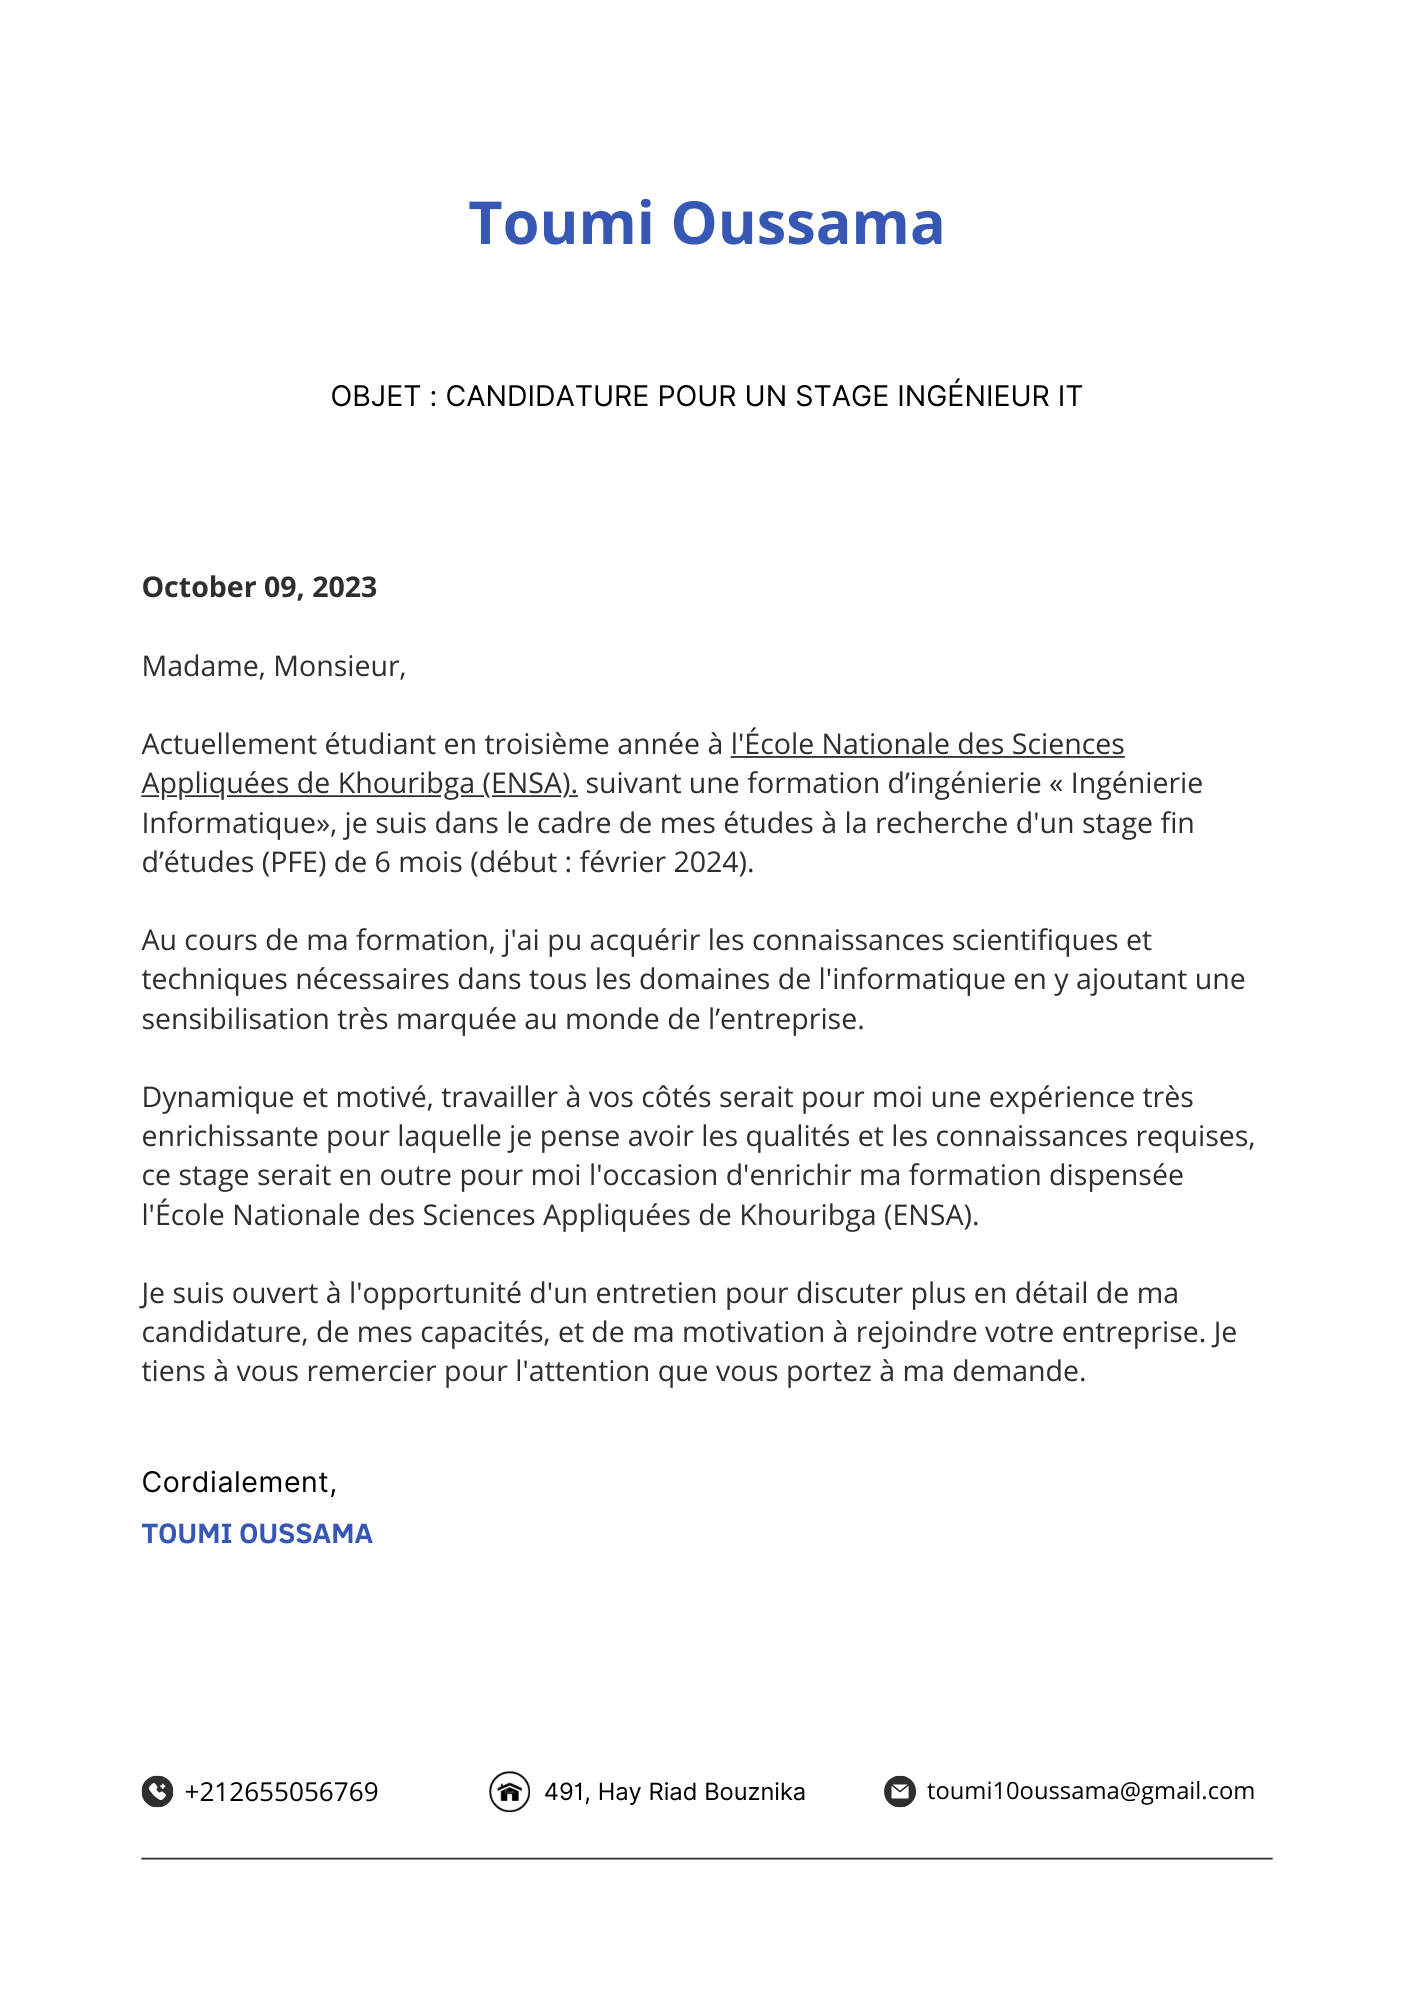 Toumi Oussama
OBJET : CANDIDATURE POUR UN STAGE INGÉNIEUR IT
October 09, 2023
Madame, Monsieur,
Actuellement étudiant en troisième année à l'École Nationale des Sciences
Appliquées de Khouribga (ENSA). suivant une formation d’ingénierie « Ingénierie
Informatique», je suis dans le cadre de mes études à la recherche d'un stage fin
d’études (PFE) de 6 mois (début : février 2024).
Au cours de ma formation, j'ai pu acquérir les connaissances scientifiques et
techniques nécessaires dans tous les domaines de l'informatique en y ajoutant une
sensibilisation très marquée au monde de l’entreprise.
Dynamique et motivé, travailler à vos côtés serait pour moi une expérience très
enrichissante pour laquelle je pense avoir les qualités et les connaissances requises,
ce stage serait en outre pour moi l'occasion d'enrichir ma formation dispensée
l'École Nationale des Sciences Appliquées de Khouribga (ENSA).
Je suis ouvert à l'opportunité d'un entretien pour discuter plus en détail de ma
candidature, de mes capacités, et de ma motivation à rejoindre votre entreprise. Je
tiens à vous remercier pour l'attention que vous portez à ma demande.
Cordialement,
TOUMI OUSSAMA
+212655056769 491, Hay Riad Bouznika toumi10oussama@gmail.com